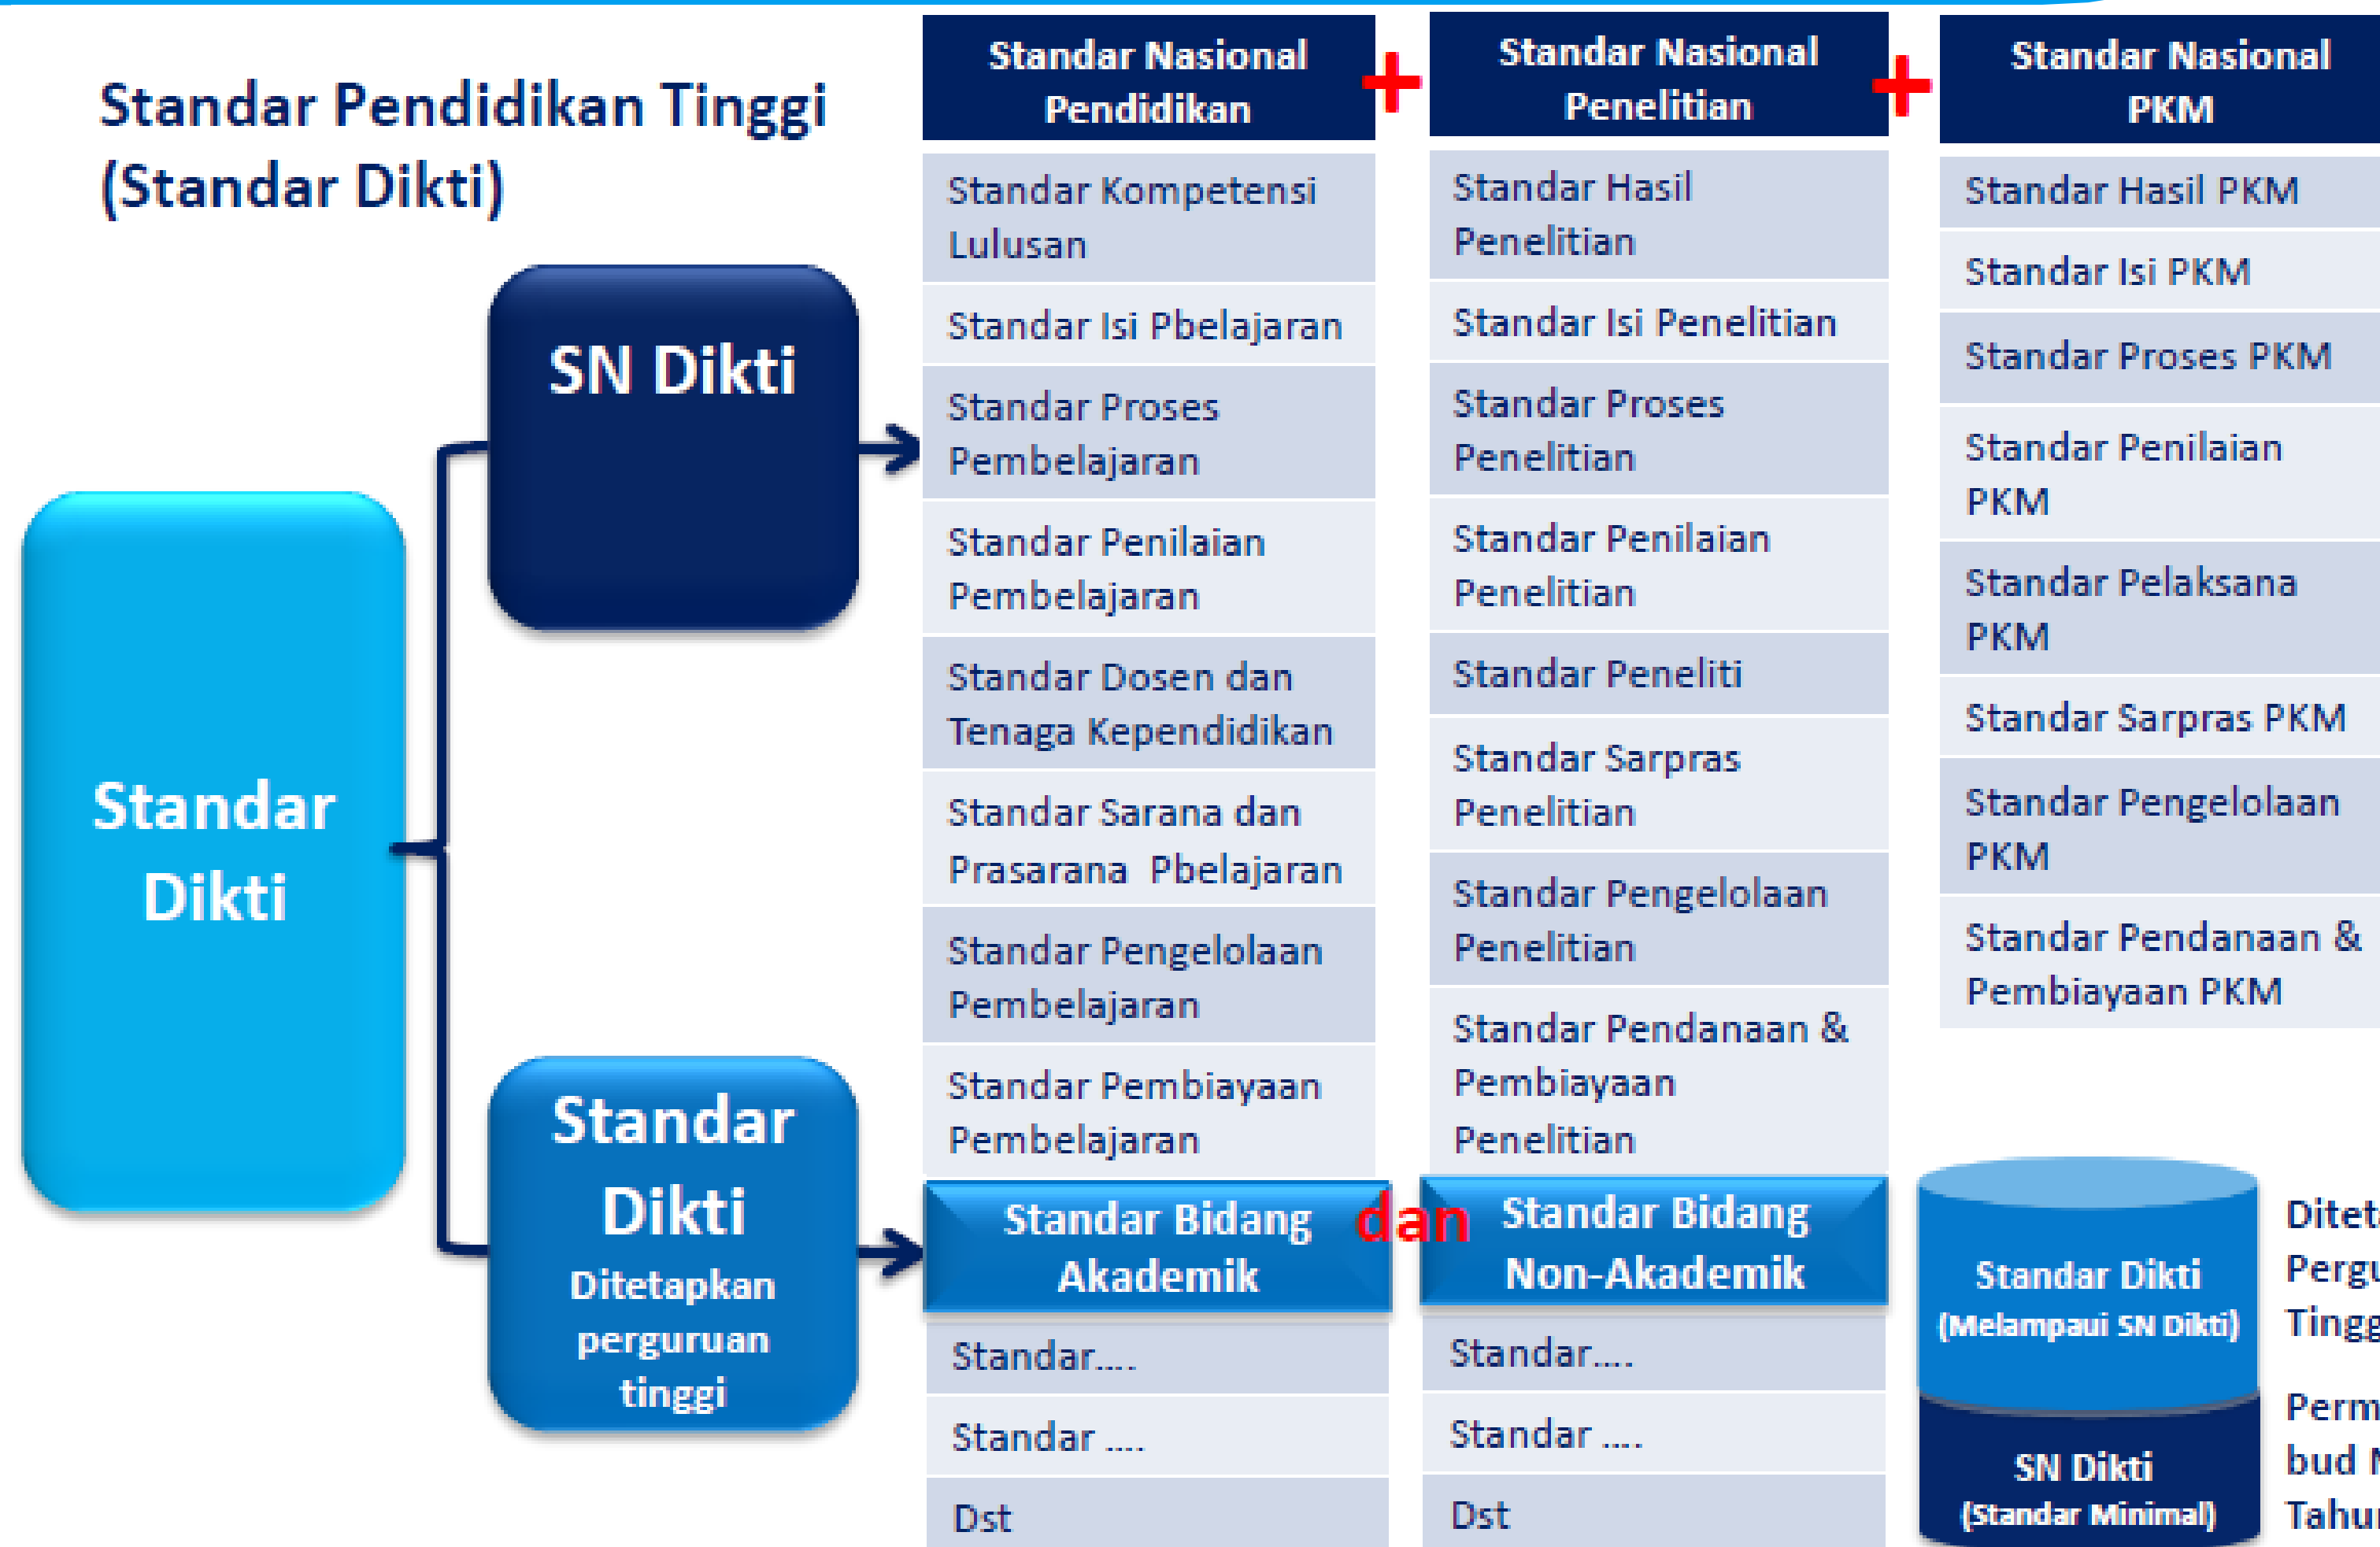 Standar Pendidikan Tinggi
(Standar Dikti)
SN Dikti
Standar
Dikti
Standar
Dikti
Ditetapkan
perguruan
tinggi
Standar Nasional
Pendidikan
Standar Kompetensi
Lulusan
Standar Isi Pbelajaran
Standar Proses
Pembelajaran
Standar Penilaian
Pembelajaran
Standar Dosen dan
Tenaga Kependidikan
Standar Sarana dan
Prasarana Pbelajaran
Standar Pengelolaan
Pembelajaran
Standar Pembiayaan
Pembelajaran
+
Standar Nasional
Penelitian
Standar Hasil
Penelitian
Standar Isi Penelitian
Standar Proses
Penelitian
Standar Penilaian
Penelitian
Standar Peneliti
Standar Sarpras
Penelitian
Standar Pengelolaan
Penelitian
Standar Pendanaan &
Pembiayaan
Penelitian
+
Standar Nasional
PKM
Standar Hasil PKM
Standar Isi PKM
Standar Proses PKM
Standar Penilaian
PKM
Standar Pelaksana
PKM
Standar Sarpras PKM
Standar Pengelolaan
PKM
Standar Pendanaan &
Pembiayaan PKM
Standar Bidang
Akademik
Standar....
Standar ....
Dst
dan
Standar Bidang
Non-Akademik
Standar....
Standar ....
Dst
Standar Dikti
(Melampaui SN Dikti)
SN Dikti
(Standar Minimal)
bud